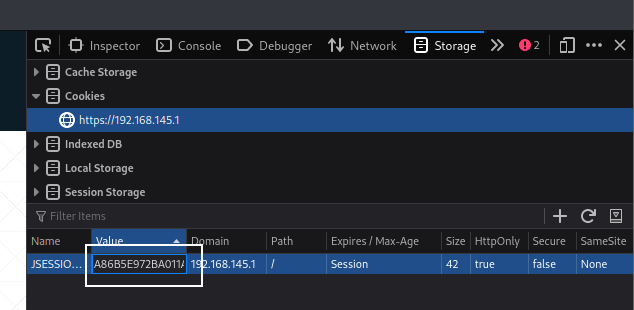 Inspector Console Debugger Network Storage 2
Cache Storage
Cookies
https://192.168.145.1
Indexed DB
Local Storage
Session Storage
Filter Items
Name Value Domain Path Expires / Max-Age Size HttpOnly Secure SameSite
JSESSIO... A86B5E972BA011A 192.168.145.1 / Session 42 true false None